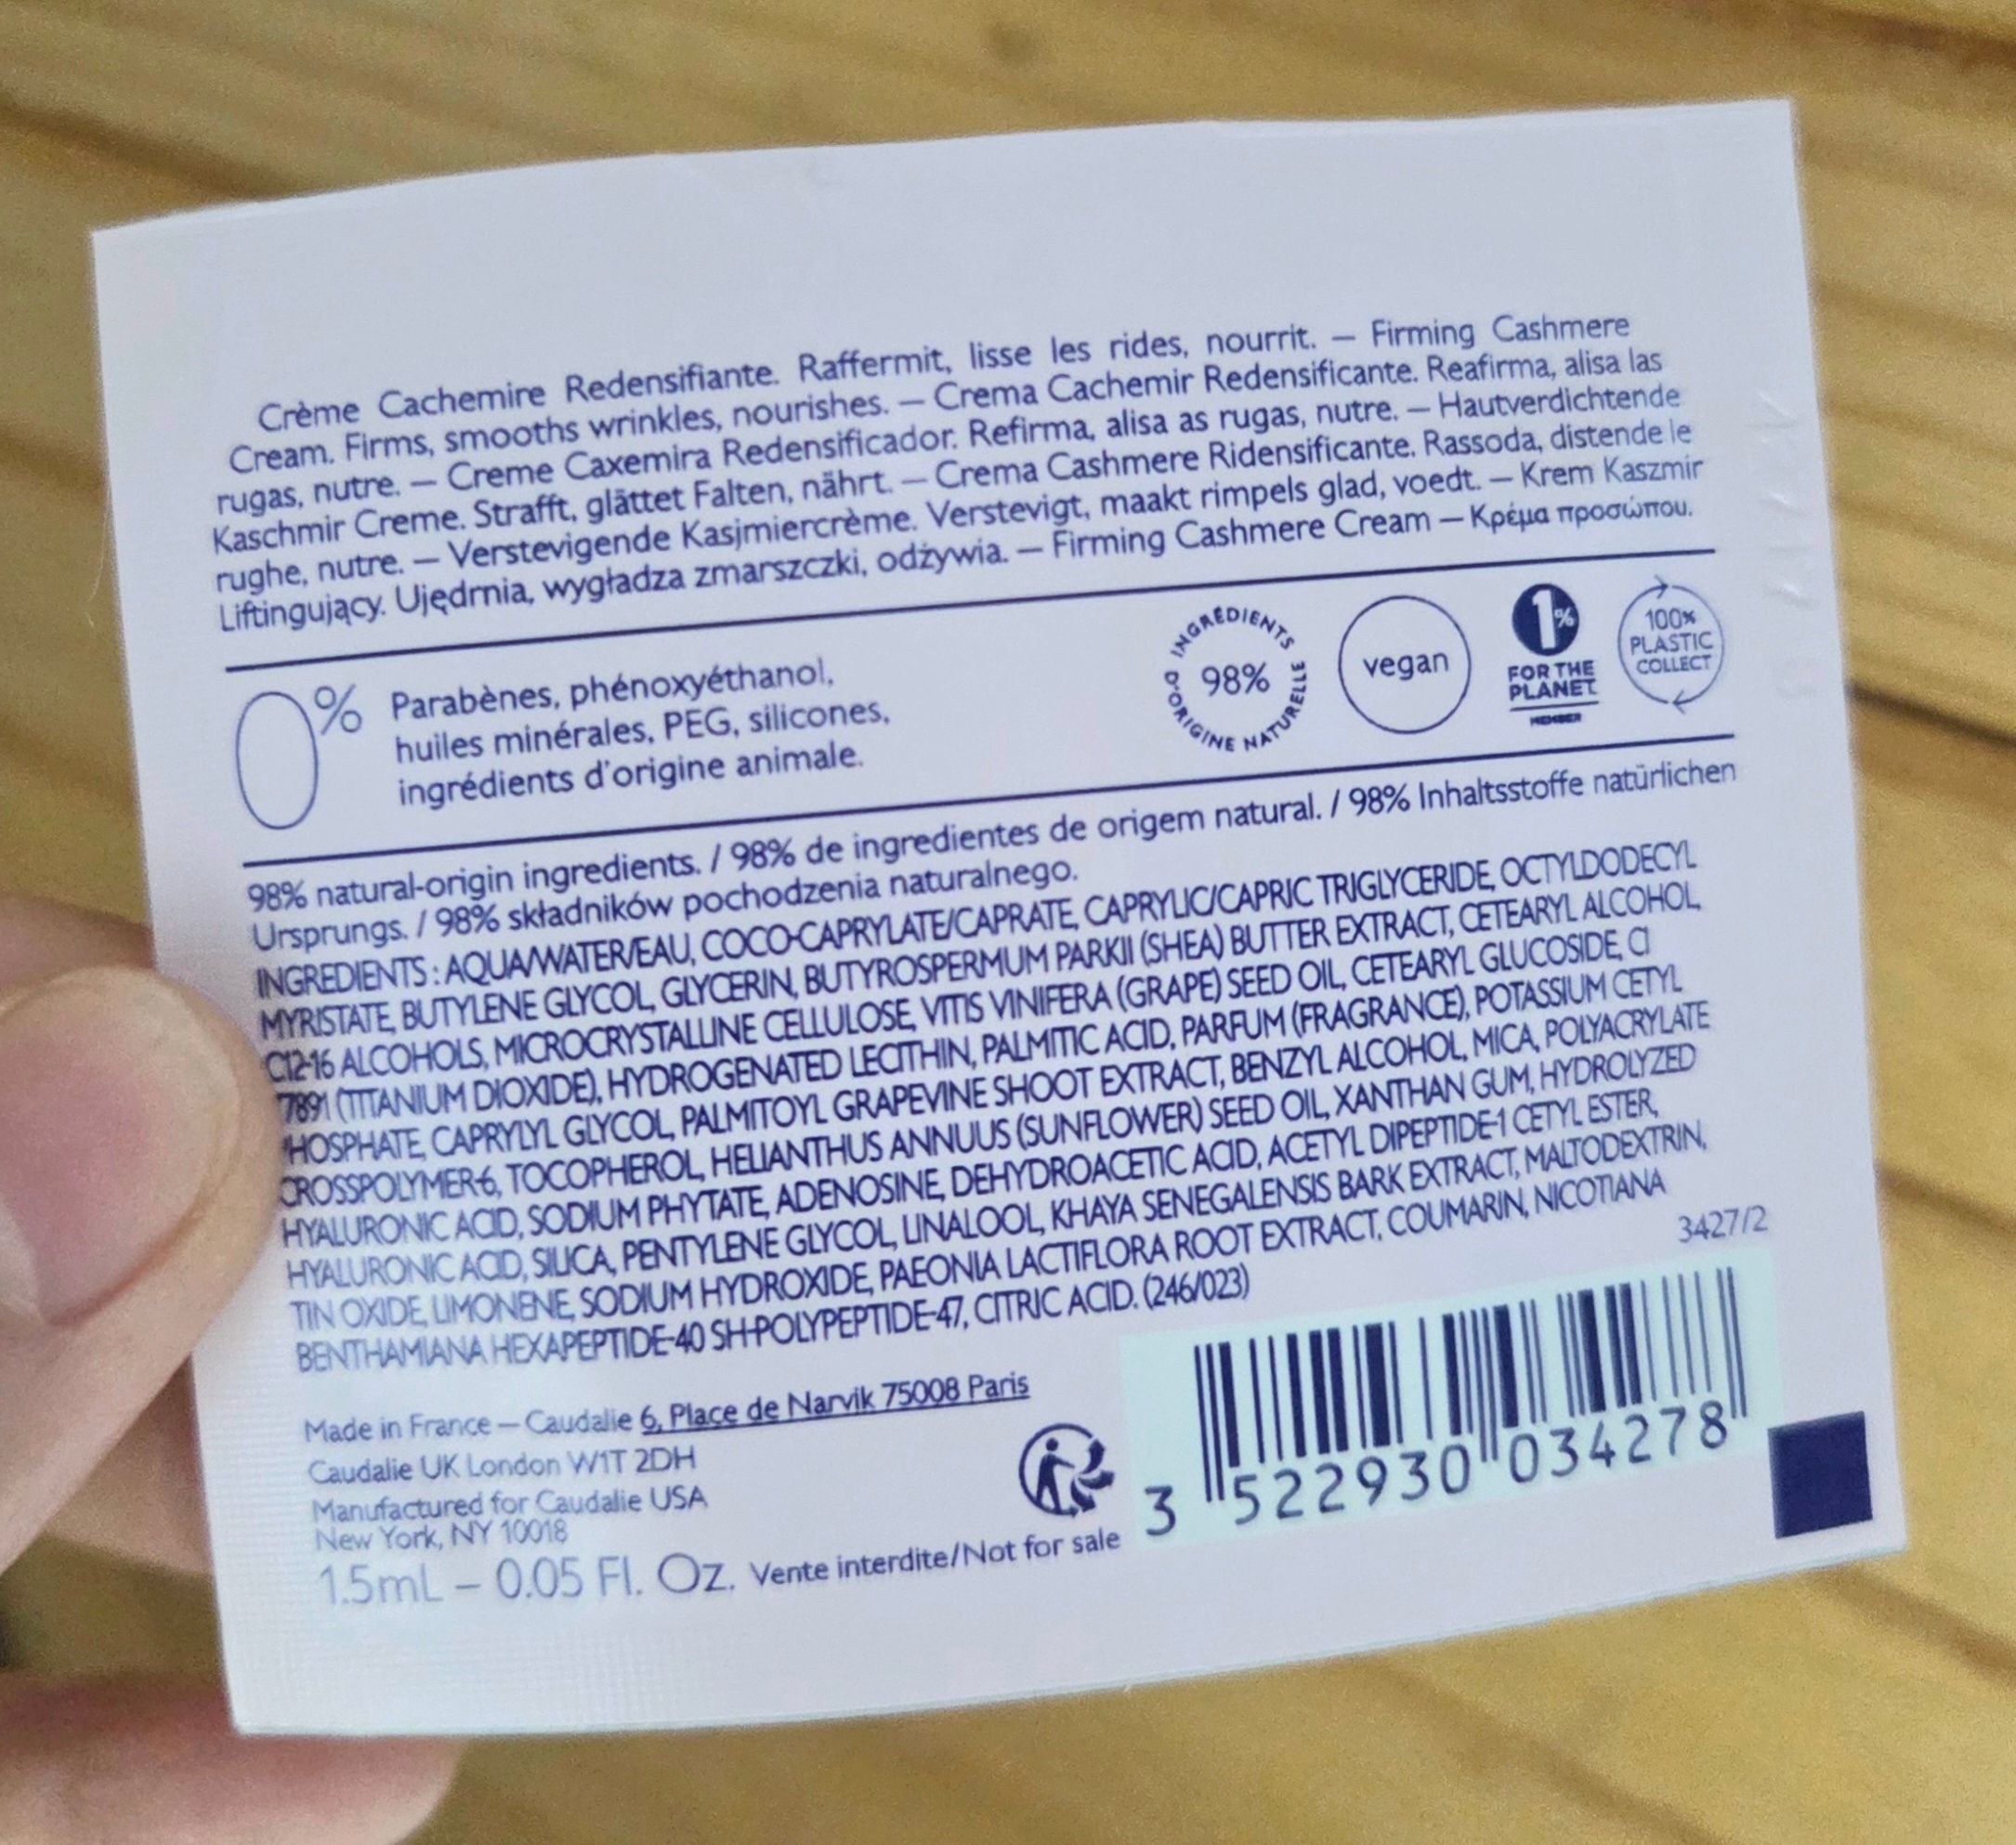 Crème Cachemire Redensifiante. Raffermit, lisse les rides, nourrit. — Firming Cashmere
Cream. Firms, smooths wrinkles, nourishes. — Crema Cachemir Redensificante. Reafirma, alisa las
rugas, nutre. — Creme Caxemira Redensificador. Refirma, alisa as rugas, nutre. — Hautverdichtende
Kaschmir Creme. Strafft, glättet Falten, nährt. — Crema Cashmere Ridensificante. Rassoda, distende le
rughe, nutre. — Verstevigende Kasjmiercrème. Verstevigt, maakt rimpels glad, voedt. — Krem Kaszmir
Liftingujący. Ujędrnia, wygładza zmarszczki, odżywia. — Firming Cashmere Cream — Κρέμα προσώπου.
0% Parabènes, phénoxyéthanol,
huiles minérales, PEG, silicones,
ingrédients d'origine animale.
98% INGRÉDIENTS D'ORIGINE NATURELLE
vegan
1%
FOR THE
PLANET
MEMBER
100%
PLASTIC
COLLECT
98% natural-origin ingredients. / 98% de ingredientes de origem natural. / 98% Inhaltsstoffe natürlichen
Ursprungs. / 98% składników pochodzenia naturalnego.
INGREDIENTS : AQUA/WATER/EAU, COCO-CAPRYLATE/CAPRATE, CAPRYLIC/CAPRIC TRIGLYCERIDE, OCTYLDODECYL
MYRISTATE, BUTYLENE GLYCOL, GLYCERIN, BUTYROSPERMUM PARKII (SHEA) BUTTER EXTRACT, CETEARYL ALCOHOL,
C12-16 ALCOHOLS, MICROCRYSTALLINE CELLULOSE, VITIS VINIFERA (GRAPE) SEED OIL, CETEARYL GLUCOSIDE, CI
77891 (TITANIUM DIOXIDE), HYDROGENATED LECITHIN, PALMITIC ACID, PARFUM (FRAGRANCE), POTASSIUM CETYL
PHOSPHATE, CAPRYLYL GLYCOL, PALMITOYL GRAPEVINE SHOOT EXTRACT, BENZYL ALCOHOL, MICA, POLYACRYLATE
CROSSPOLYMER-6, TOCOPHEROL, HELIANTHUS ANNUUS (SUNFLOWER) SEED OIL, XANTHAN GUM, HYDROLYZED
HYALURONIC ACID, SODIUM PHYTATE, ADENOSINE, DEHYDROACETIC ACID, ACETYL DIPEPTIDE-1 CETYL ESTER,
HYALURONIC ACID, SILICA, PENTYLENE GLYCOL, LINALOOL, KHAYA SENEGALENSIS BARK EXTRACT, MALTODEXTRIN,
TIN OXIDE, LIMONENE, SODIUM HYDROXIDE, PAEONIA LACTIFLORA ROOT EXTRACT, COUMARIN, NICOTIANA
BENTHAMIANA HEXAPEPTIDE-40 SH-POLYPEPTIDE-47, CITRIC ACID. (246/023)
3427/2
Made in France — Caudalie 6, Place de Narvik 75008 Paris
Caudalie UK London W1T 2DH
Manufactured for Caudalie USA
New York, NY 10018
1.5mL – 0.05 Fl. Oz. Vente interdite/Not for sale
3 522930 034278